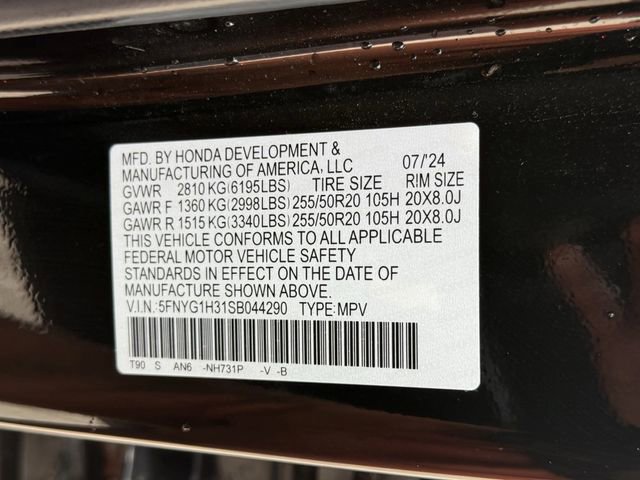 MFD. BY HONDA DEVELOPMENT &
MANUFACTURING OF AMERICA, LLC 07/'24
GVWR 2810 KG(6195LBS) TIRE SIZE RIM SIZE
GAWR F 1360 KG(2998LBS) 255/50R20 105H 20X8.0J
GAWR R 1515 KG(3340LBS) 255/50R20 105H 20X8.0J
THIS VEHICLE CONFORMS TO ALL APPLICABLE
FEDERAL MOTOR VEHICLE SAFETY
STANDARDS IN EFFECT ON THE DATE OF
MANUFACTURE SHOWN ABOVE.
V.I.N.:5FNYG1H31SB044290 TYPE:MPV
T90 S AN6 -NH731P -V -B